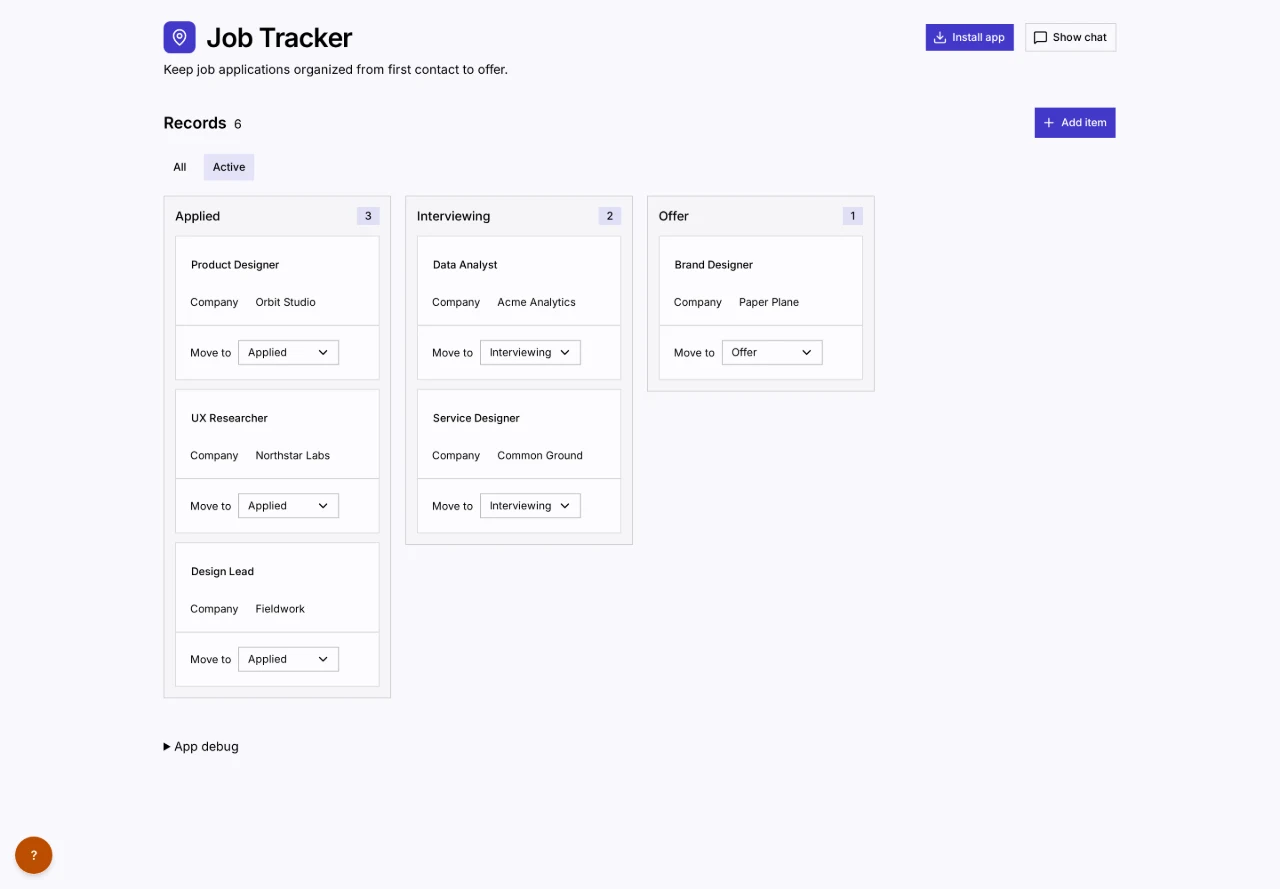 Job Tracker
Install app
Show chat
Keep job applications organized from first contact to offer.
Records 6
Add item
All
Active
Applied 3
Product Designer
Company Orbit Studio
Move to Applied
UX Researcher
Company Northstar Labs
Move to Applied
Design Lead
Company Fieldwork
Move to Applied
Interviewing 2
Data Analyst
Company Acme Analytics
Move to Interviewing
Service Designer
Company Common Ground
Move to Interviewing
Offer 1
Brand Designer
Company Paper Plane
Move to Offer
App debug
?